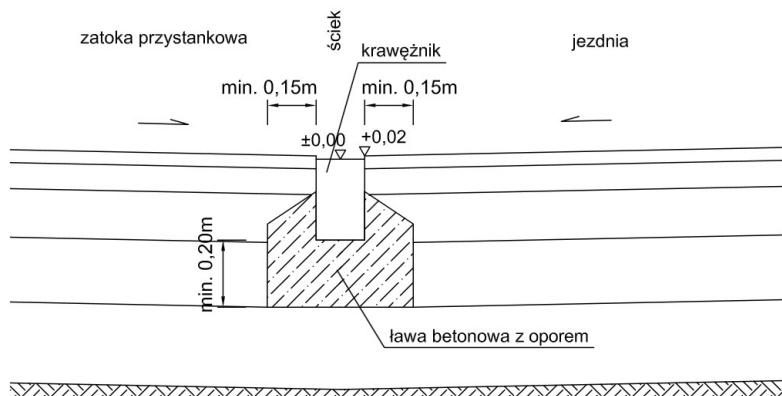 zatoka przystankowa
ściek
krawężnik
jezdnia
min. 0,15m
min. 0,15m
±0,00
+0,02
min. 0,20m
ława betonowa z oporem